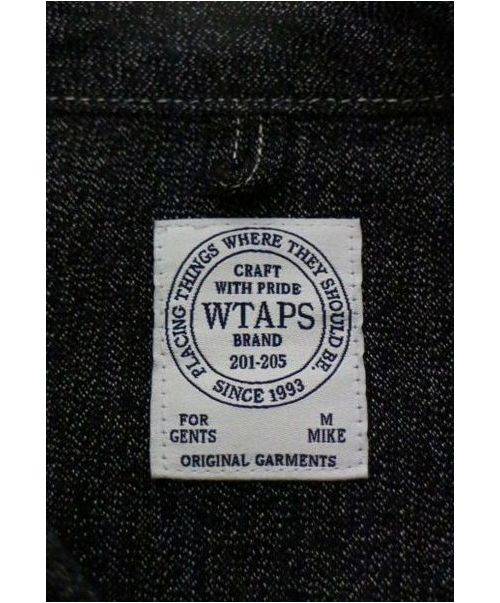 PLACING THINGS WHERE THEY SHOULD BE.
CRAFT
WITH PRIDE
WTAPS
BRAND
201-205
SINCE 1993
FOR M
GENTS MIKE
ORIGINAL GARMENTS